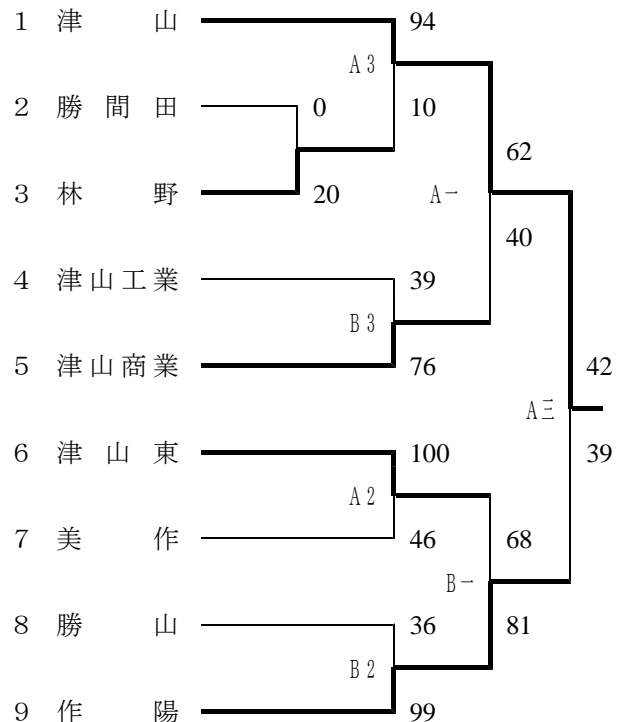 1 津山 94
A3
2 勝間田 0 10
62
3 林野 20 A一
40
4 津山工業 39
B3
5 津山商業 76 42
A三
6 津山東 100 39
A2
7 美作 46 68
B一
8 勝山 36 81
B2
9 作陽 99